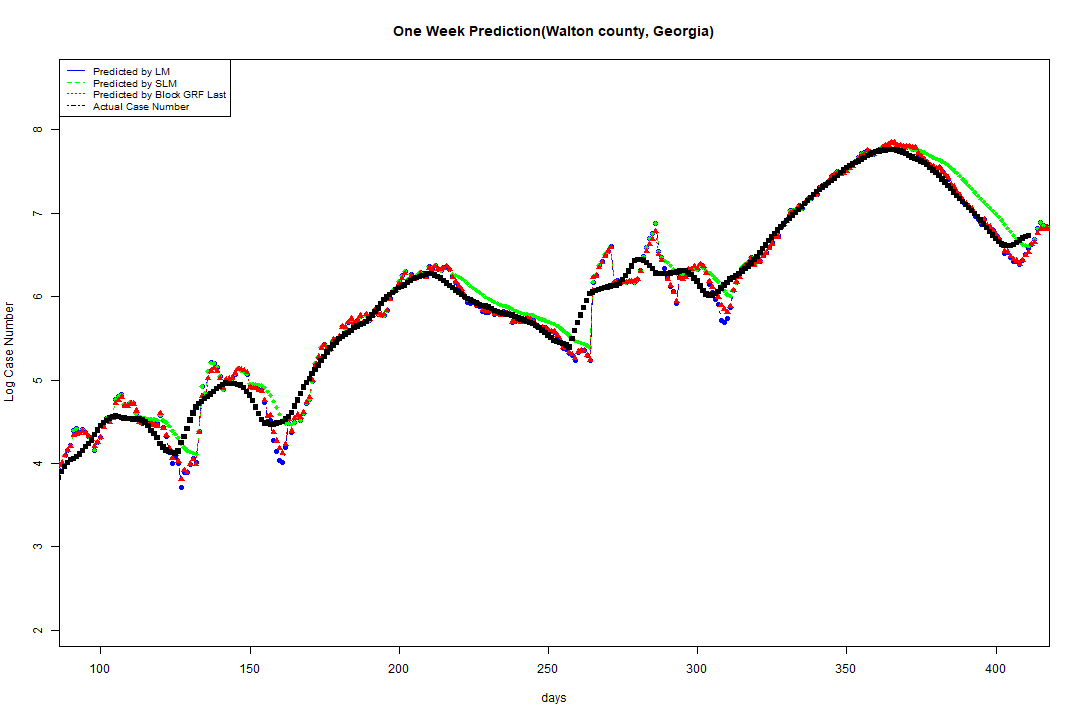 One Week Prediction(Walton county, Georgia)
Predicted by LM
Predicted by SLM
Predicted by Block GRF Last
Actual Case Number
8
7
6
5
4
3
2
Log Case Number
100 150 200 250 300 350 400
days